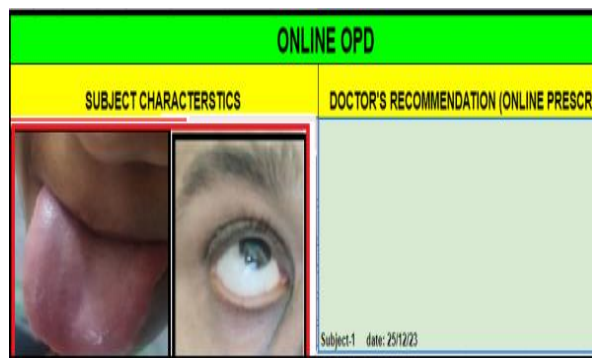 ONLINE OPD
SUBJECT CHARACTERSTICS
DOCTOR'S RECOMMENDATION (ONLINE PRESCR
Subject-1 date: 25/12/23